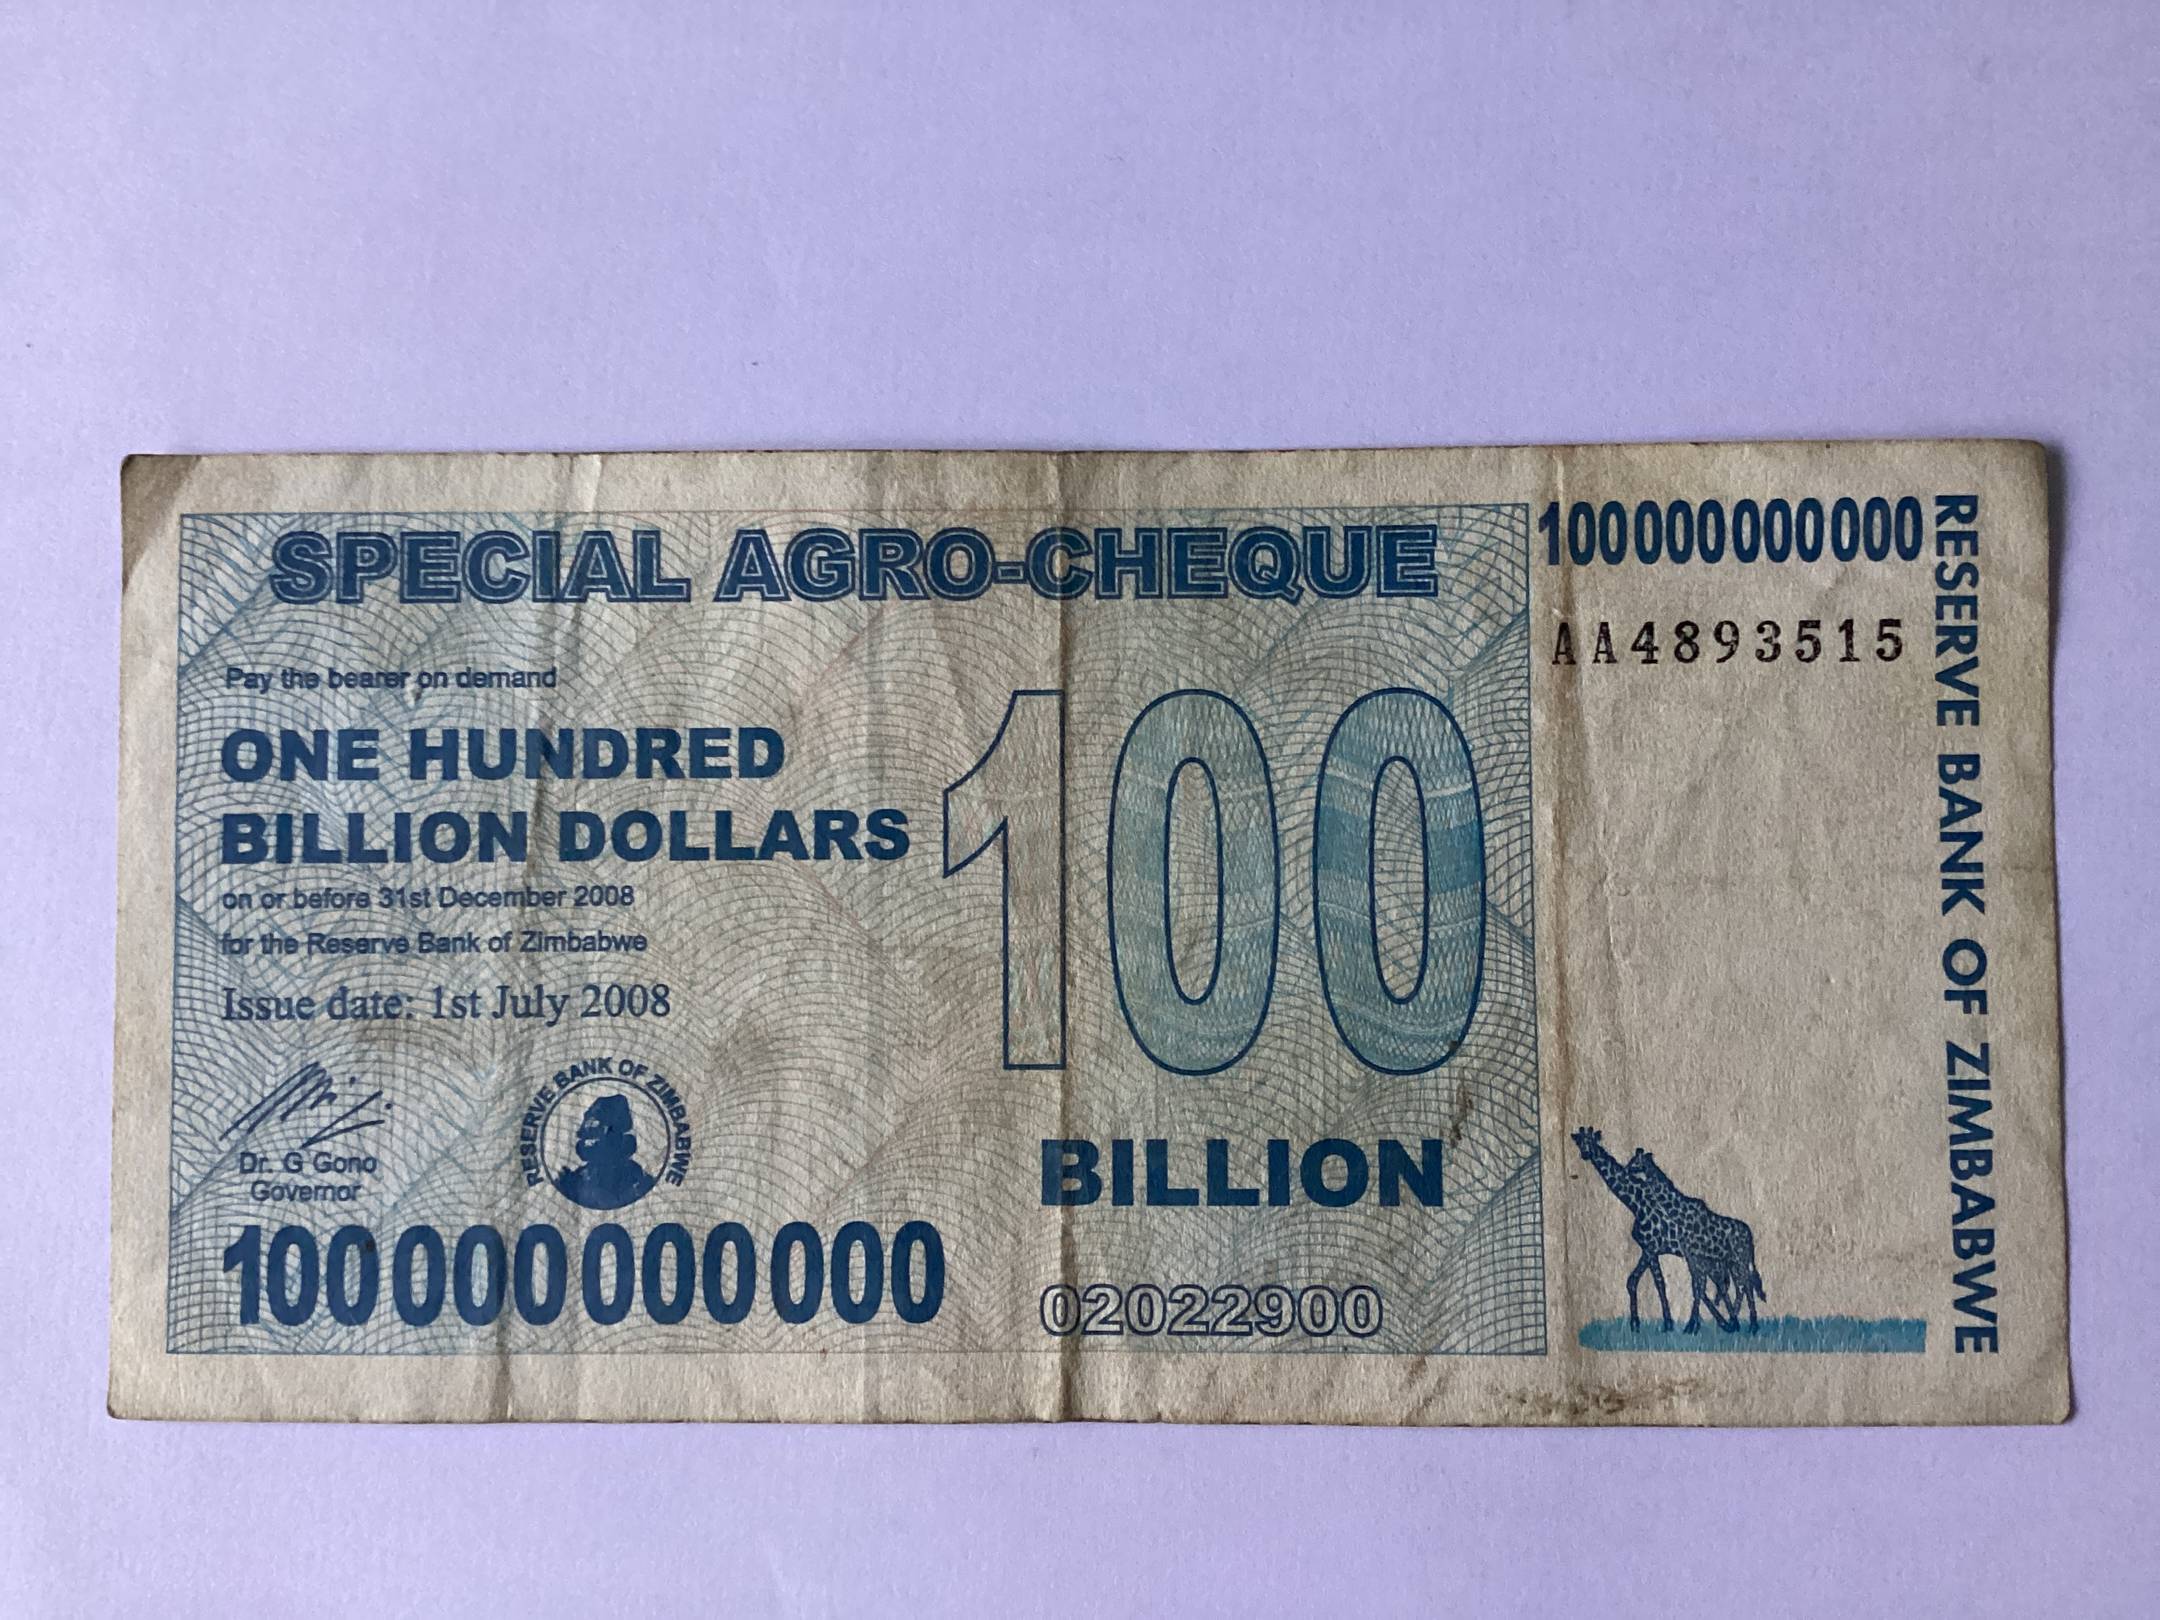 SPECIAL AGRO-CHEQUE
100000000000
AA4893515
Pay the bearer on demand
ONE HUNDRED
BILLION DOLLARS
on or before 31st December 2008
for the Reserve Bank of Zimbabwe
Issue date: 1st July 2008
100
BILLION
Dr. G Gono
Governor
RESERVE BANK OF ZIMBABWE
100000000000
02022900
RESERVE BANK OF ZIMBABWE